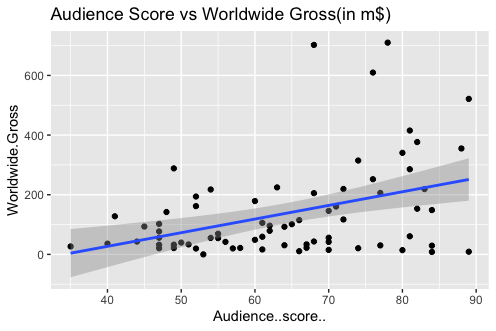 Audience Score vs Worldwide Gross(in m$)
600
400
200
0
Worldwide.Gross
40 50 60 70 80 90
Audience..score..